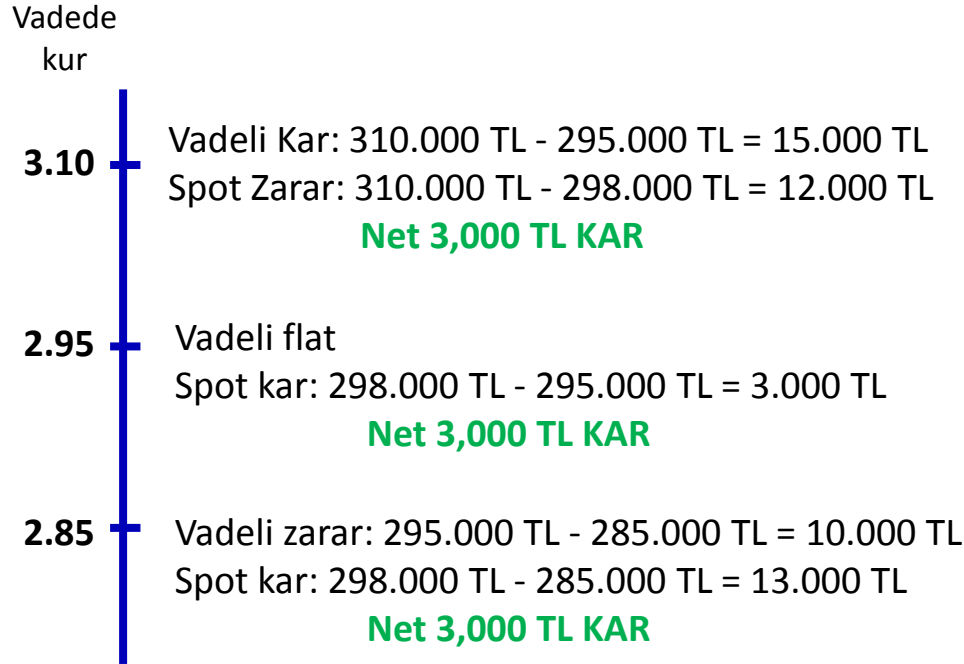 Vadede
kur
3.10
Vadeli Kar: 310.000 TL - 295.000 TL = 15.000 TL
Spot Zarar: 310.000 TL - 298.000 TL = 12.000 TL
Net 3,000 TL KAR
2.95
Vadeli flat
Spot kar: 298.000 TL - 295.000 TL = 3.000 TL
Net 3,000 TL KAR
2.85
Vadeli zarar: 295.000 TL - 285.000 TL = 10.000 TL
Spot kar: 298.000 TL - 285.000 TL = 13.000 TL
Net 3,000 TL KAR